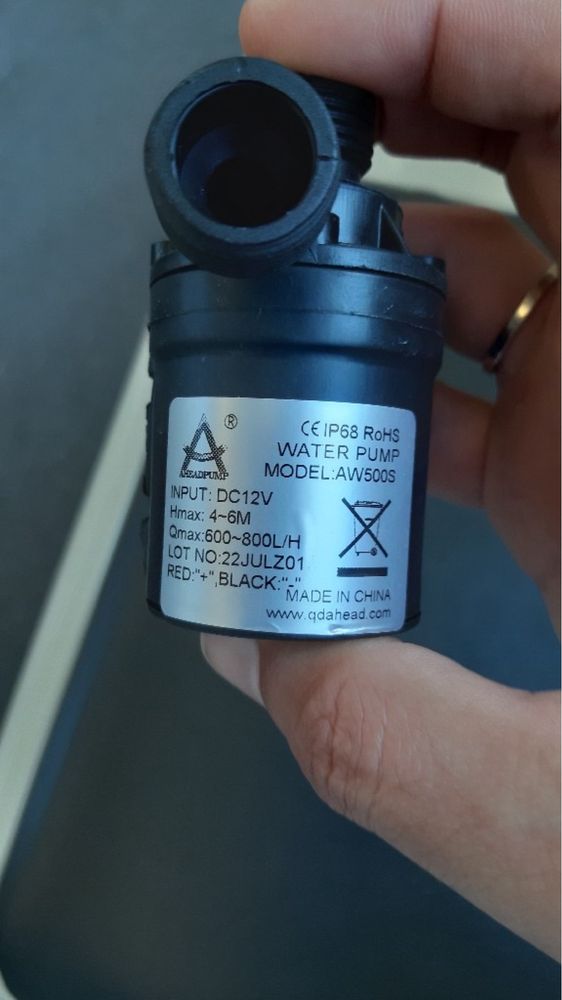 ®
AHEADPUMP
CE IP68 RoHS
WATER PUMP
MODEL:AW500S
INPUT: DC12V
Hmax: 4~6M
Qmax:600~800L/H
LOT NO:22JULZ01
RED:"+",BLACK:"-"
MADE IN CHINA
www.qdahead.com